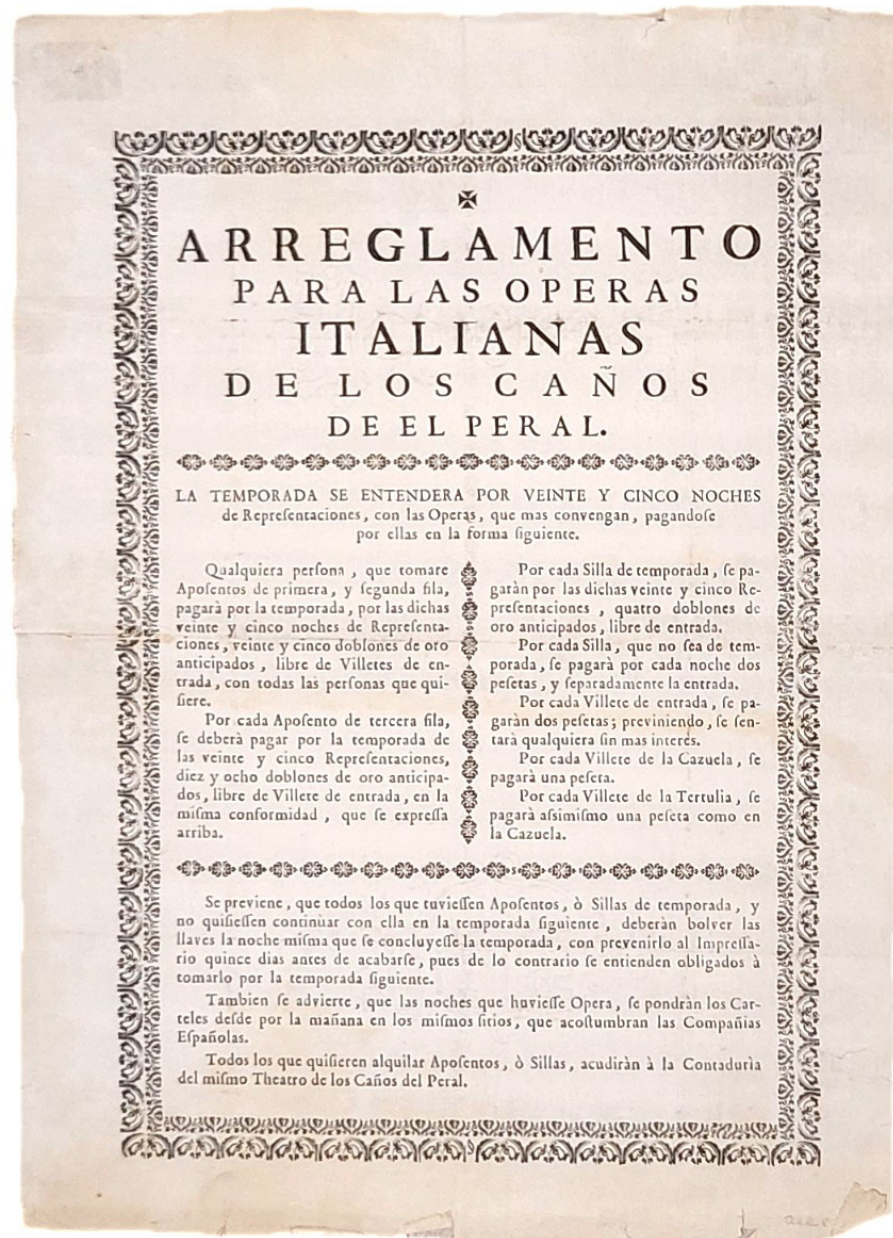 ARREGLAMENTO
PARA LAS OPERAS
ITALIANAS
DE LOS CAÑOS
DE EL PERAL.
LA TEMPORADA SE ENTENDERA POR VEINTE Y CINCO NOCHES
de Repreſentaciones, con las Operas, que mas convengan, pagandoſe
por ellas en la forma ſiguiente.
Qualquiera perſona, que tomare
Apoſentos de primera, y ſegunda fila,
pagarà por la temporada, por las dichas
veinte y cinco noches de Repreſenta-
ciones, veinte y cinco doblones de oro
anticipados, libre de Villetes de en-
trada, con todas las perſonas que qui-
ſiere.
Por cada Apoſento de tercera fila,
ſe deberà pagar por la temporada de
las veinte y cinco Repreſentaciones,
diez y ocho doblones de oro anticipa-
dos, libre de Villete de entrada, en la
miſma conformidad, que ſe expreſſa
arriba.
Por cada Silla de temporada, ſe pa-
garàn por las dichas veinte y cinco Re-
preſentaciones, quatro doblones de
oro anticipados, libre de entrada.
Por cada Silla, que no ſea de tem-
porada, ſe pagarà por cada noche dos
peſetas, y ſeparadamente la entrada.
Por cada Villete de entrada, ſe pa-
garàn dos peſetas; previniendo, ſe ſen-
tarà qualquiera ſin mas interès.
Por cada Villete de la Cazuela, ſe
pagarà una peſeta.
Por cada Villete de la Tertulia, ſe
pagarà aſsimiſmo una peſeta como en
la Cazuela.
Se previene, que todos los que tuvieſſen Apoſentos, ò Sillas de temporada, y
no quiſieſſen continuar con ella en la temporada ſiguiente, deberàn bolver las
llaves la noche miſma que ſe concluyeſſe la temporada, con prevenirlo al Impreſſa-
rio quince dias antes de acabarſe, pues de lo contrario ſe entienden obligados à
tomarlo por la temporada ſiguiente.
Tambien ſe advierte, que las noches que huvieſſe Opera, ſe pondràn los Car-
teles deſde por la mañana en los miſmos ſitios, que acoſtumbran las Compañias
Eſpañolas.
Todos los que quiſieren alquilar Apoſentos, ò Sillas, acudiràn à la Contadurìa
del miſmo Theatro de los Caños del Peral.